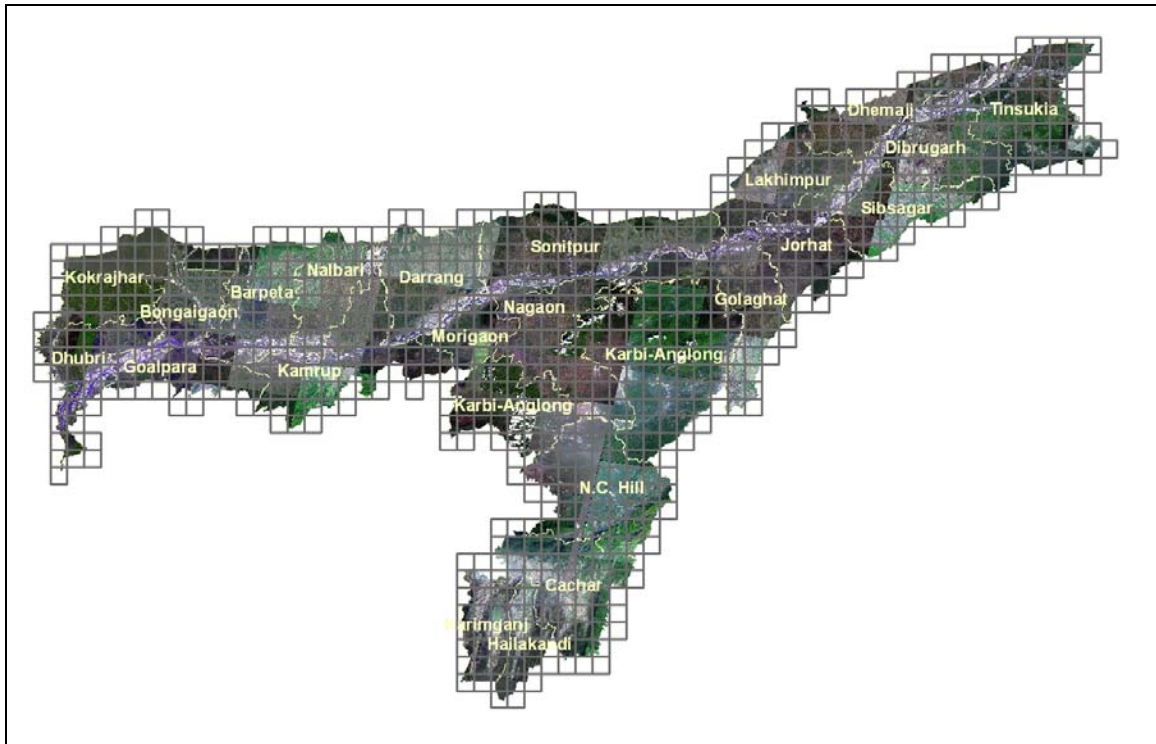 Dhemaji
Tinsukia
Dibrugarh
Lakhimpur
Sibsagar
Sonitpur
Jorhat
Kokrajhar
Nalbari
Darrang
Barpeta
Golaghat
Bongaigaon
Nagaon
Morigaon
Dhubri
Goalpara
Kamrup
Karbi-Anglong
Karbi-Anglong
N.C. Hill
Cachar
Karimganj
Hailakandi